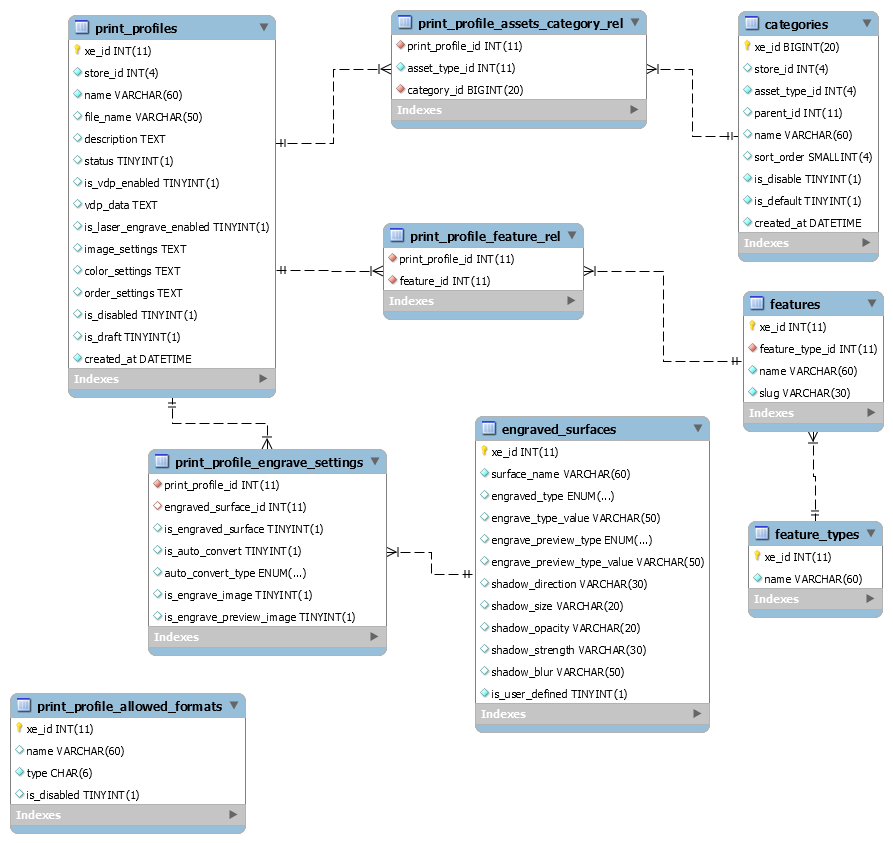 print_profiles
xe_id INT(11)
store_id INT(4)
name VARCHAR(60)
file_name VARCHAR(50)
description TEXT
status TINYINT(1)
is_vdp_enabled TINYINT(1)
vdp_data TEXT
is_laser_engrave_enabled TINYINT(1)
image_settings TEXT
color_settings TEXT
order_settings TEXT
is_disabled TINYINT(1)
is_draft TINYINT(1)
created_at DATETIME
Indexes
print_profile_assets_category_rel
print_profile_id INT(11)
asset_type_id INT(11)
category_id BIGINT(20)
Indexes
categories
xe_id BIGINT(20)
store_id INT(4)
asset_type_id INT(4)
parent_id INT(11)
name VARCHAR(60)
sort_order SMALLINT(4)
is_disable TINYINT(1)
is_default TINYINT(1)
created_at DATETIME
Indexes
print_profile_feature_rel
print_profile_id INT(11)
feature_id INT(11)
Indexes
features
xe_id INT(11)
feature_type_id INT(11)
name VARCHAR(60)
slug VARCHAR(30)
Indexes
print_profile_engrave_settings
print_profile_id INT(11)
engraved_surface_id INT(11)
is_engraved_surface TINYINT(1)
is_auto_convert TINYINT(1)
auto_convert_type ENUM(...)
is_engrave_image TINYINT(1)
is_engrave_preview_image TINYINT(1)
Indexes
engraved_surfaces
xe_id INT(11)
surface_name VARCHAR(60)
engraved_type ENUM(...)
engrave_type_value VARCHAR(50)
engrave_preview_type ENUM(...)
engrave_preview_type_value VARCHAR(50)
shadow_direction VARCHAR(30)
shadow_size VARCHAR(20)
shadow_opacity VARCHAR(20)
shadow_strength VARCHAR(30)
shadow_blur VARCHAR(50)
is_user_defined TINYINT(1)
Indexes
feature_types
xe_id INT(11)
name VARCHAR(60)
Indexes
print_profile_allowed_formats
xe_id INT(11)
name VARCHAR(60)
type CHAR(6)
is_disabled TINYINT(1)
Indexes